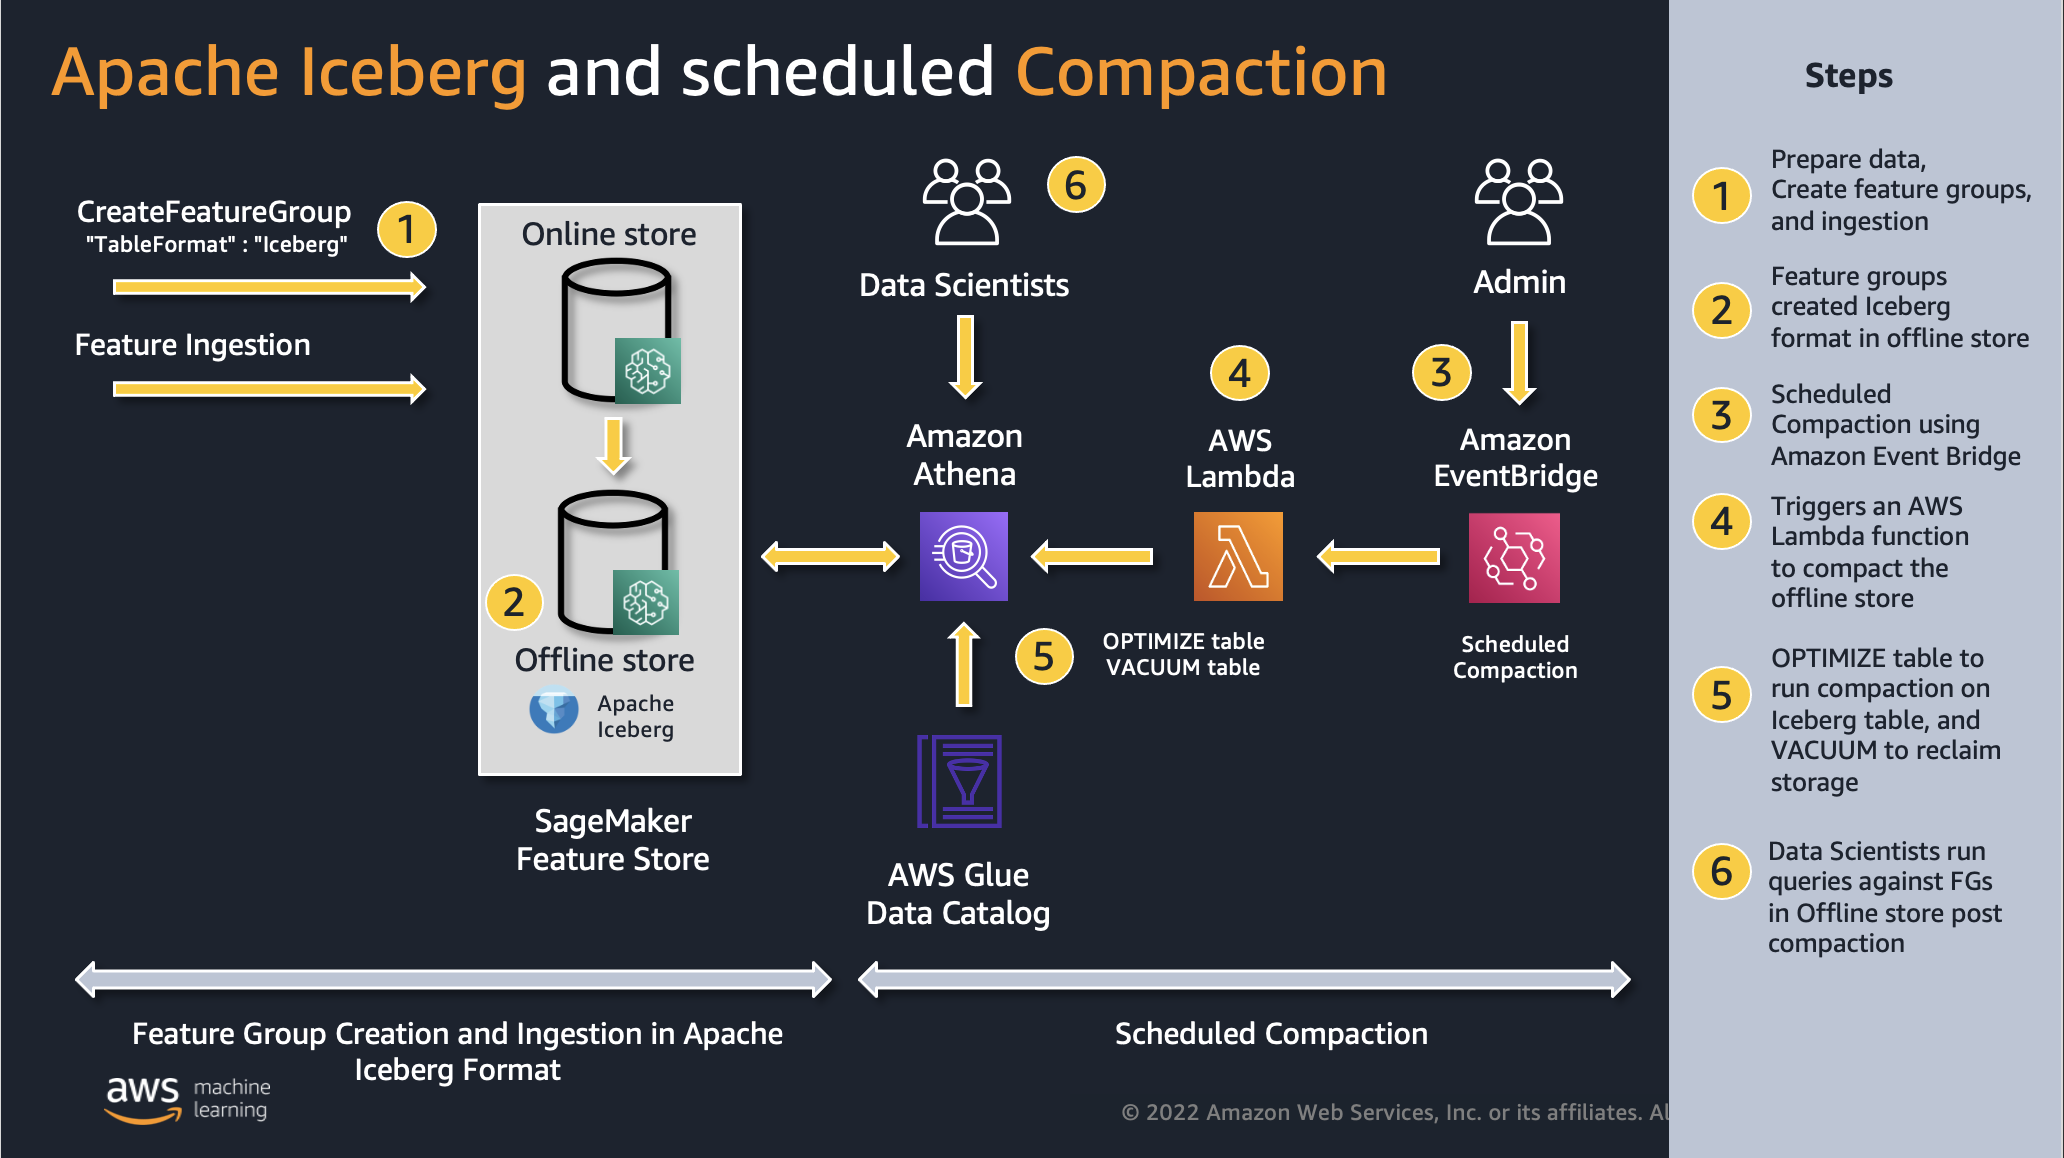 Apache Iceberg and scheduled Compaction
CreateFeatureGroup
"TableFormat" : "Iceberg"
1
Feature Ingestion
Online store
2
Offline store
Apache
Iceberg
SageMaker
Feature Store
6
Data Scientists
Amazon
Athena
4
AWS
Lambda
Admin
3
Amazon
EventBridge
5
OPTIMIZE table
VACUUM table
Scheduled
Compaction
AWS Glue
Data Catalog
Feature Group Creation and Ingestion in Apache
Iceberg Format
Scheduled Compaction
aws machine
learning
© 2022 Amazon Web Services, Inc. or its affiliates. Al
Steps
1
Prepare data,
Create feature groups,
and ingestion
2
Feature groups
created Iceberg
format in offline store
3
Scheduled
Compaction using
Amazon Event Bridge
4
Triggers an AWS
Lambda function
to compact the
offline store
5
OPTIMIZE table to
run compaction on
Iceberg table, and
VACUUM to reclaim
storage
6
Data Scientists run
queries against FGs
in Offline store post
compaction